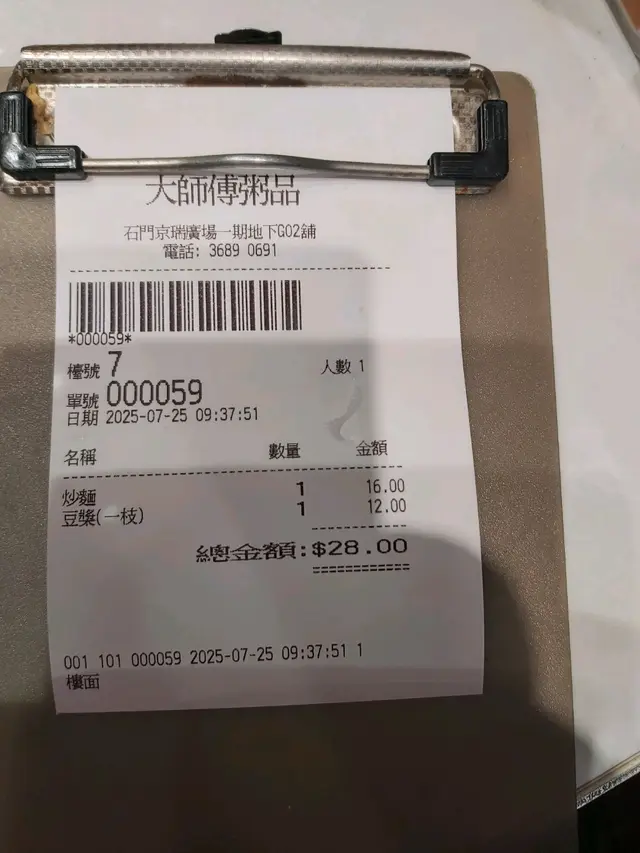 大師傅粥品
石門京瑞廣場一期地下G02舖
電話: 3689 0691
*000059*
檯號 7 人數 1
單號 000059
日期 2025-07-25 09:37:51
名稱 數量 金額
炒麵 1 16.00
豆漿(一枝) 1 12.00
總金額:$28.00
001 101 000059 2025-07-25 09:37:51 1
樓面